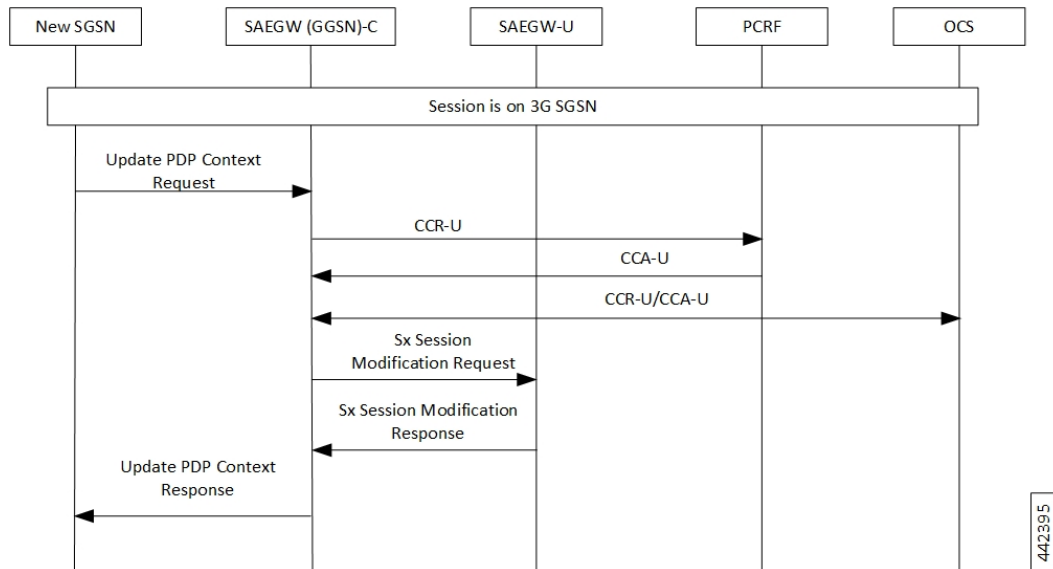 New SGSN
SAEGW (GGSN)-C
SAEGW-U
PCRF
OCS
Session is on 3G SGSN
Update PDP Context
Request
CCR-U
CCA-U
CCR-U/CCA-U
Sx Session
Modification Request
Sx Session Modification
Response
Update PDP Context
Response
442395